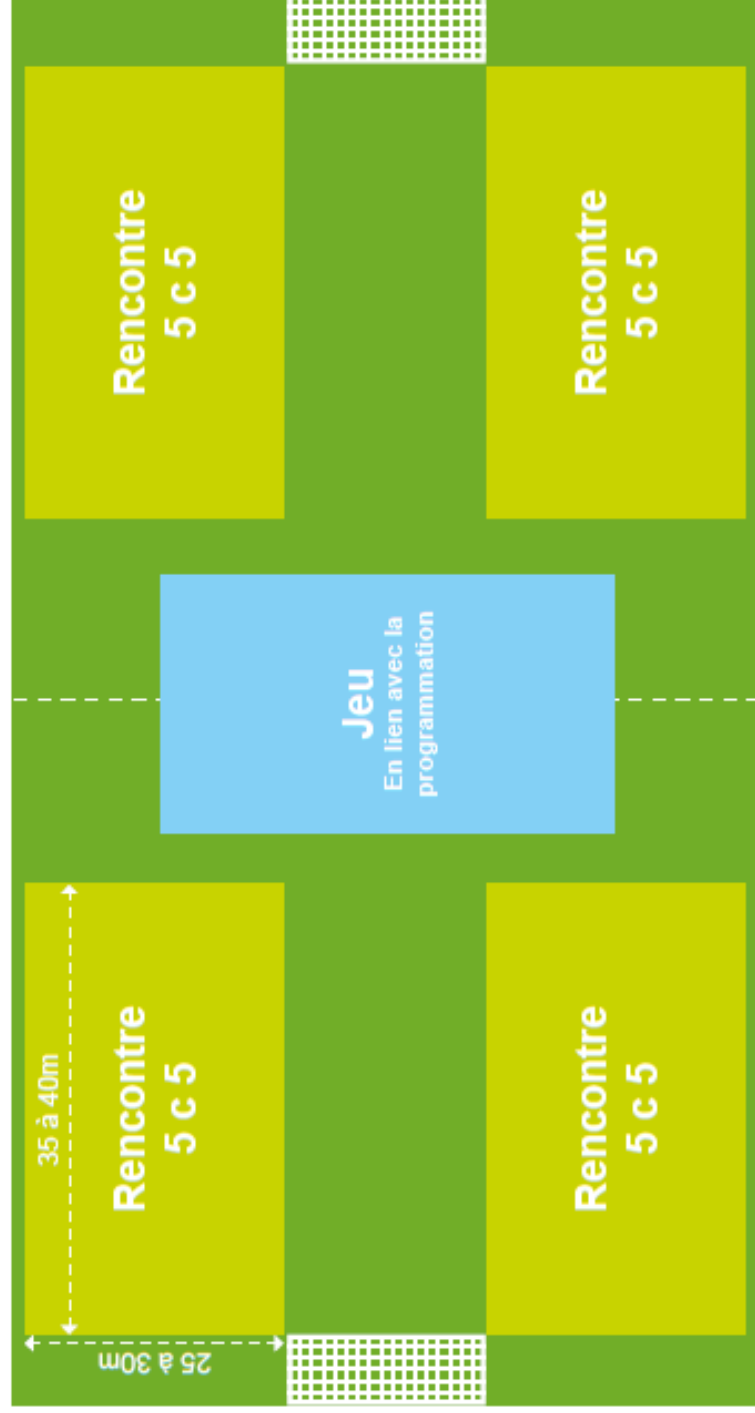 Rencontre
5 c 5
Rencontre
5 c 5
Jeu
En lien avec la
programmation
35 à 40m
Rencontre
5 c 5
Rencontre
5 c 5
25 à 30m